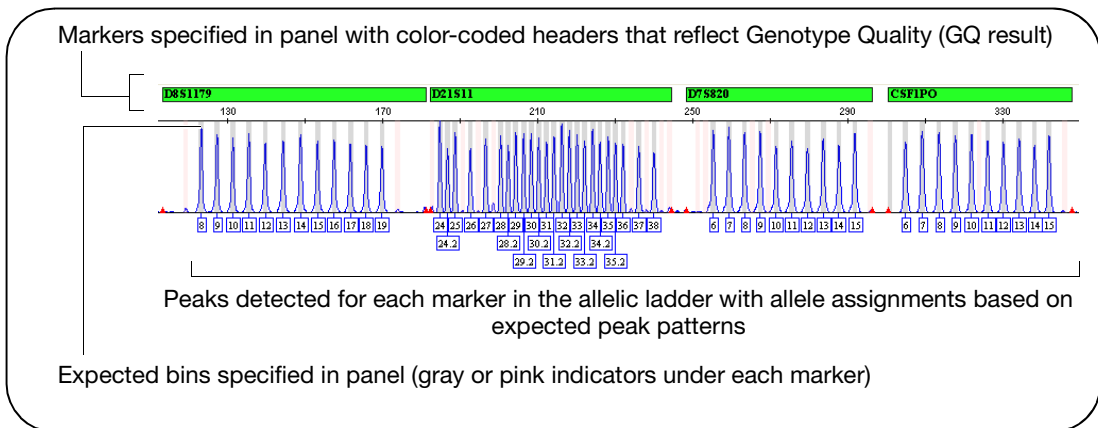 Markers specified in panel with color-coded headers that reflect Genotype Quality (GQ result)
D8S1179 D21S11 D7S820 CSF1PO
130 170 210 250 290 330
8 9 10 11 12 13 14 15 16 17 18 19 24 25 26 27 28 29 30 31 32 33 34 35 36 37 38 6 7 8 9 10 11 12 13 14 15 6 7 8 9 10 11 12 13 14 15
24.2 28.2 30.2 32.2 34.2
29.2 31.2 33.2 35.2
Peaks detected for each marker in the allelic ladder with allele assignments based on
expected peak patterns
Expected bins specified in panel (gray or pink indicators under each marker)